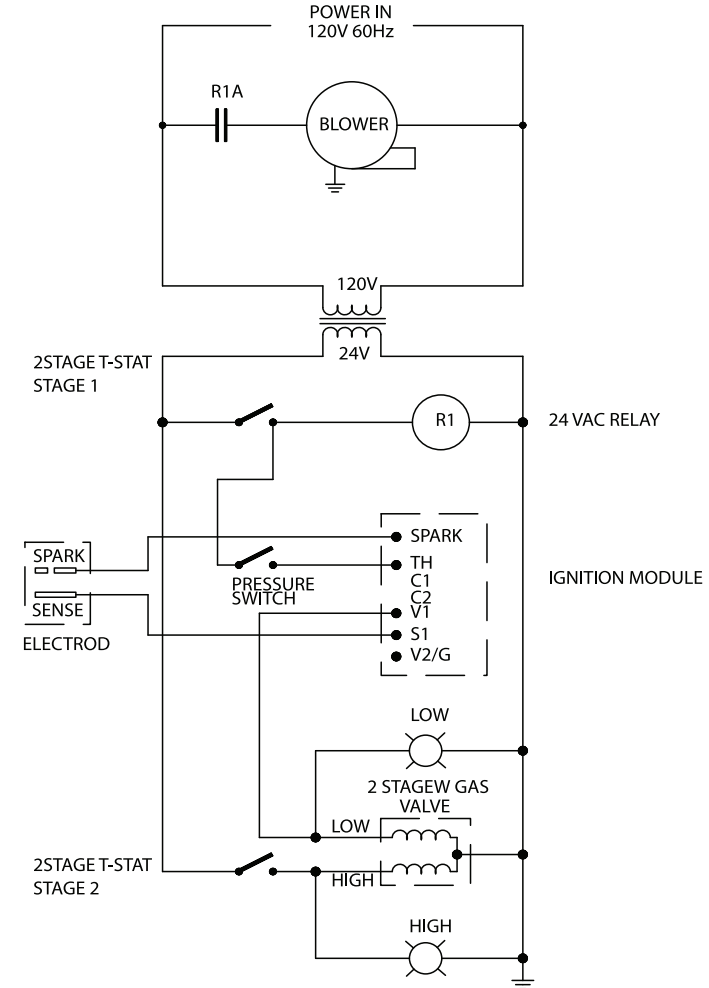 POWER IN
120V 60Hz
R1A
BLOWER
120V
24V
2STAGE T-STAT
STAGE 1
R1
24 VAC RELAY
SPARK
TH
C1
C2
V1
S1
V2/G
IGNITION MODULE
SPARK
SENSE
ELECTROD
PRESSURE
SWITCH
LOW
2 STAGEW GAS
VALVE
LOW
2STAGE T-STAT
STAGE 2
HIGH
HIGH